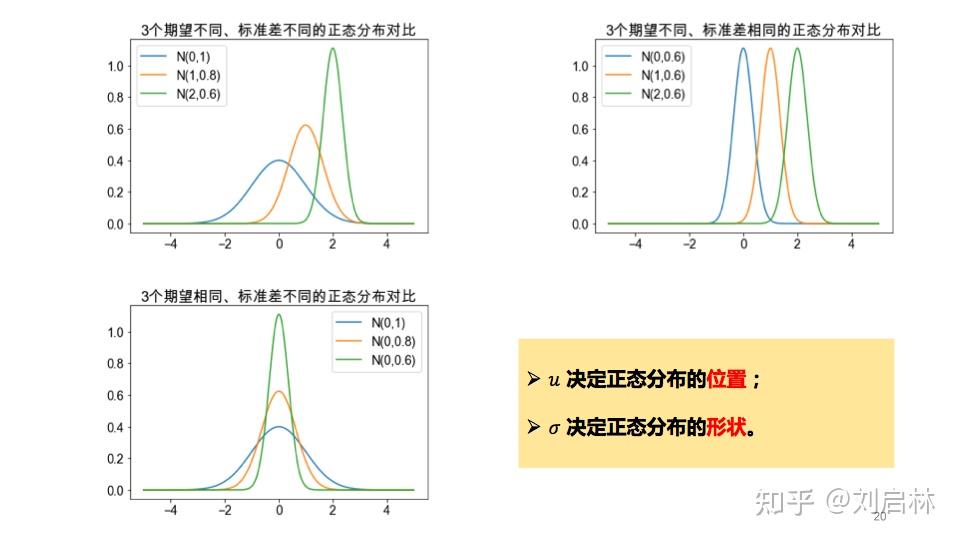 3个期望不同、标准差不同的正态分布对比
N(0,1)
N(1,0.8)
N(2,0.6)
1.0
0.8
0.6
0.4
0.2
0.0
−4 −2 0 2 4
3个期望不同、标准差相同的正态分布对比
N(0,0.6)
N(1,0.6)
N(2,0.6)
1.0
0.8
0.6
0.4
0.2
0.0
−4 −2 0 2 4
3个期望相同、标准差不同的正态分布对比
N(0,1)
N(0,0.8)
N(0,0.6)
1.0
0.8
0.6
0.4
0.2
0.0
−4 −2 0 2 4
➢ u 决定正态分布的位置；
➢ σ 决定正态分布的形状。
知乎 @刘启林
20